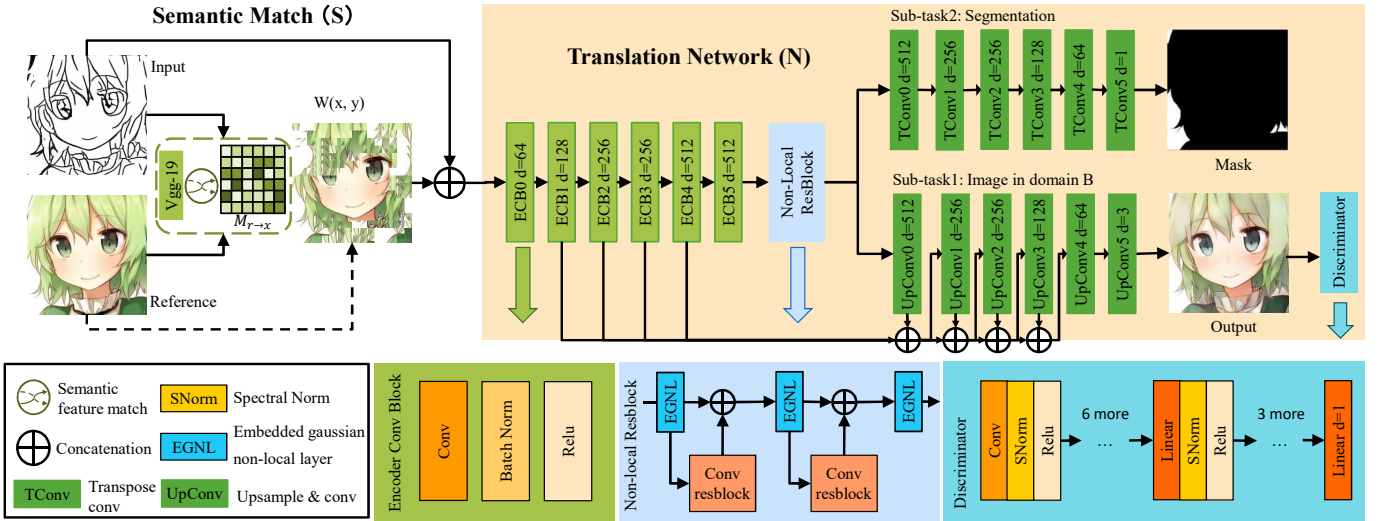 Semantic Match (S)
Input
W(x, y)
Vgg-19
M r→x
Reference
Translation Network (N)
ECB0 d=64
ECB1 d=128
ECB2 d=256
ECB3 d=256
ECB4 d=512
ECB5 d=512
Non-Local
ResBlock
Sub-task2: Segmentation
TConv0 d=512
TConv1 d=256
TConv2 d=256
TConv3 d=128
TConv4 d=64
TConv5 d=1
Mask
Sub-task1: Image in domain B
UpConv0 d=512
UpConv1 d=256
UpConv2 d=256
UpConv3 d=128
UpConv4 d=64
UpConv5 d=3
Output
Discriminator
Semantic
feature match
SNorm
Spectral Norm
Concatenation
EGNL
Embedded gaussian
non-local layer
TConv
Transpose
conv
UpConv
Upsample & conv
Encoder Conv Block
Conv
Batch Norm
Relu
Non-local Resblock
EGNL
Conv
resblock
EGNL
Conv
resblock
EGNL
Discriminator
Conv
SNorm
Relu
6 more
...
Linear
SNorm
Relu
3 more
...
Linear d=1